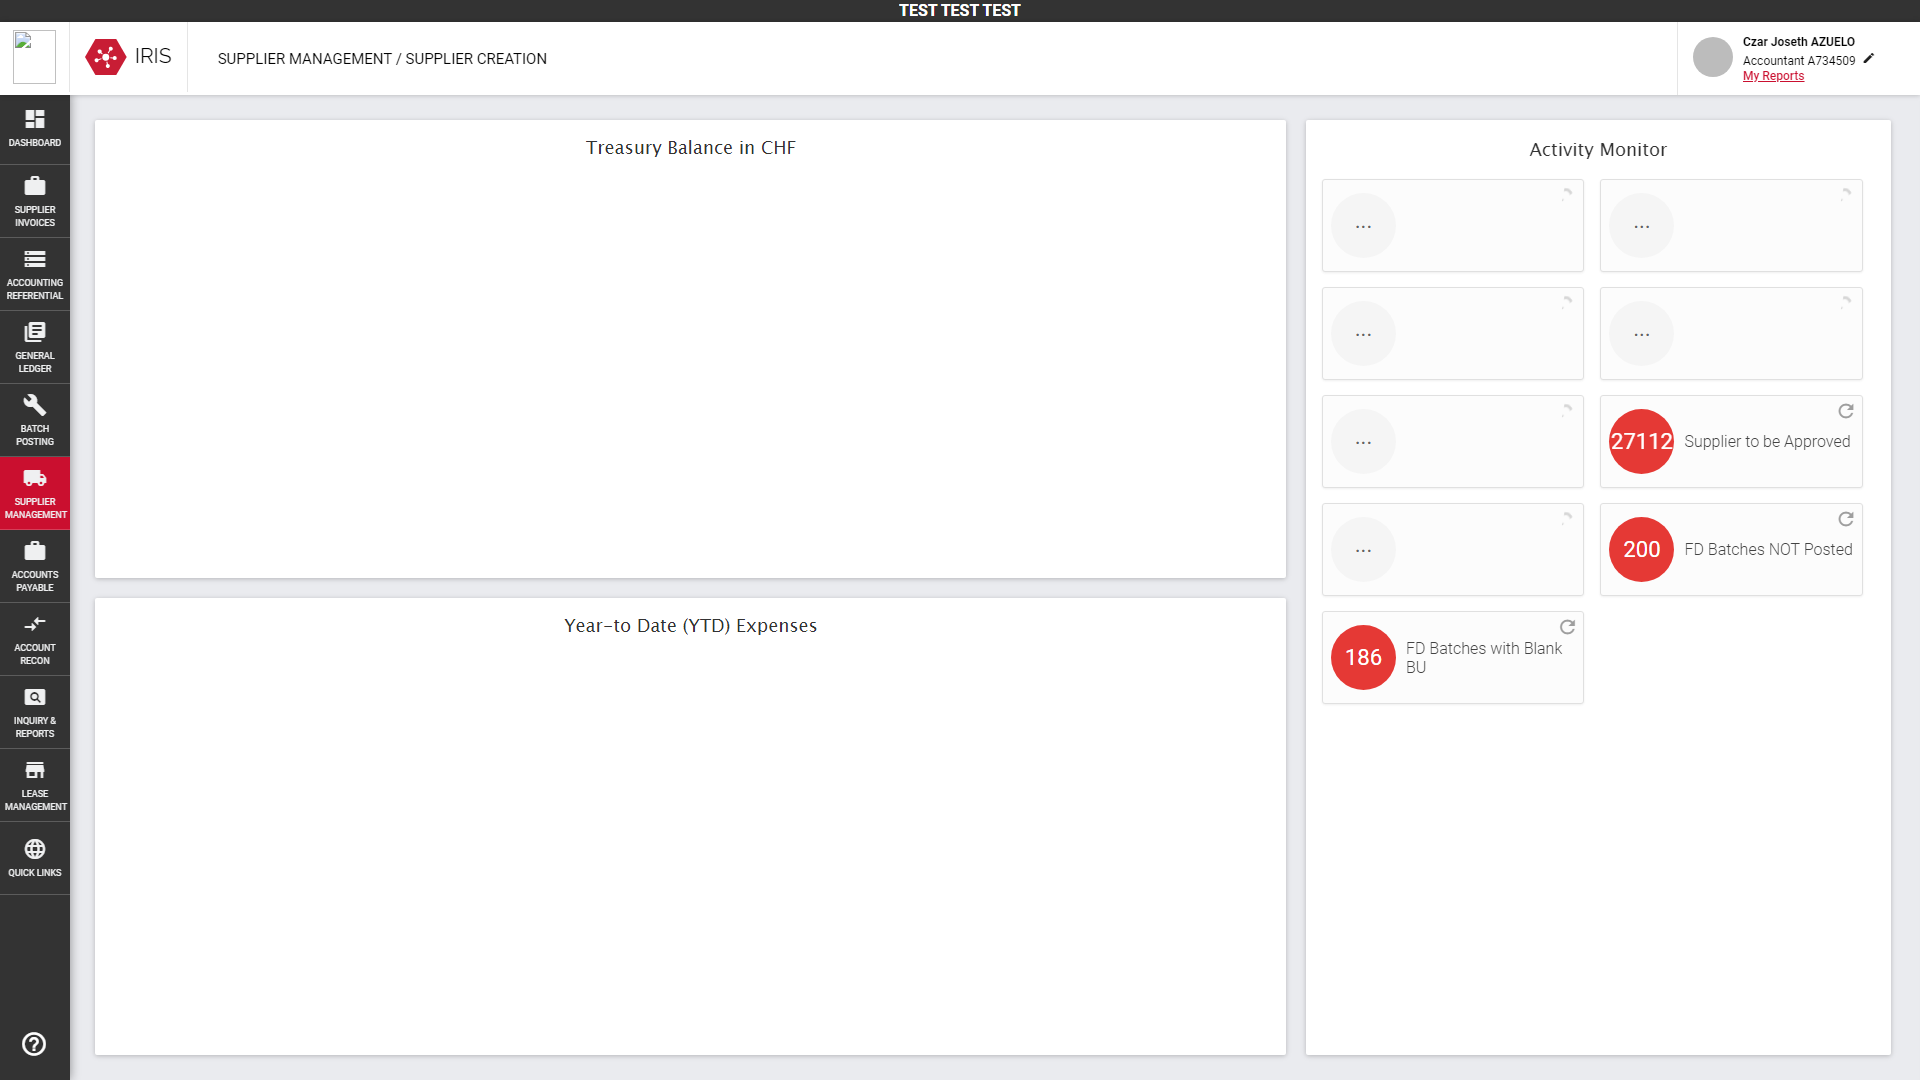 TEST TEST TEST
IRIS
SUPPLIER MANAGEMENT / SUPPLIER CREATION
Czar Joseth AZUELO
Accountant A734509
My Reports
DASHBOARD
SUPPLIER
INVOICES
ACCOUNTING
REFERENTIAL
GENERAL
LEDGER
BATCH
POSTING
SUPPLIER
MANAGEMENT
ACCOUNTS
PAYABLE
ACCOUNT
RECON
INQUIRY &
REPORTS
LEASE
MANAGEMENT
QUICK LINKS
Treasury Balance in CHF
Year-to Date (YTD) Expenses
Activity Monitor
...
...
...
...
...
27112 Supplier to be Approved
...
200 FD Batches NOT Posted
186 FD Batches with Blank
BU